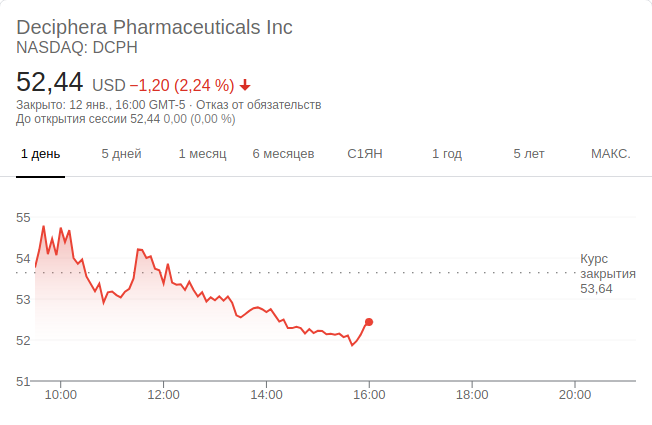 Deciphera Pharmaceuticals Inc
NASDAQ: DCPH
52,44 USD −1,20 (2,24 %)
Закрыто: 12 янв., 16:00 GMT-5 · Отказ от обязательств
До открытия сессии 52,44 0,00 (0,00 %)
1 день 5 дней 1 месяц 6 месяцев С1ЯН 1 год 5 лет МАКС.
55
54
53
52
51
Курс
закрытия
53,64
10:00 12:00 14:00 16:00 18:00 20:00